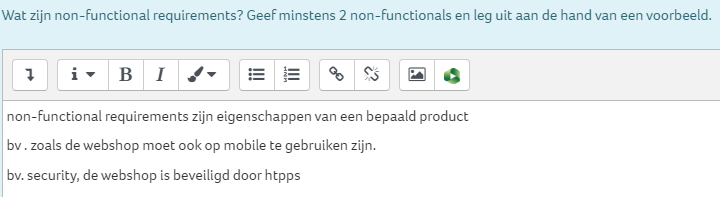 Wat zijn non-functional requirements? Geef minstens 2 non-functionals en leg uit aan de hand van een voorbeeld.
non-functional requirements zijn eigenschappen van een bepaald product
bv . zoals de webshop moet ook op mobile te gebruiken zijn.
bv. security, de webshop is beveiligd door htpps